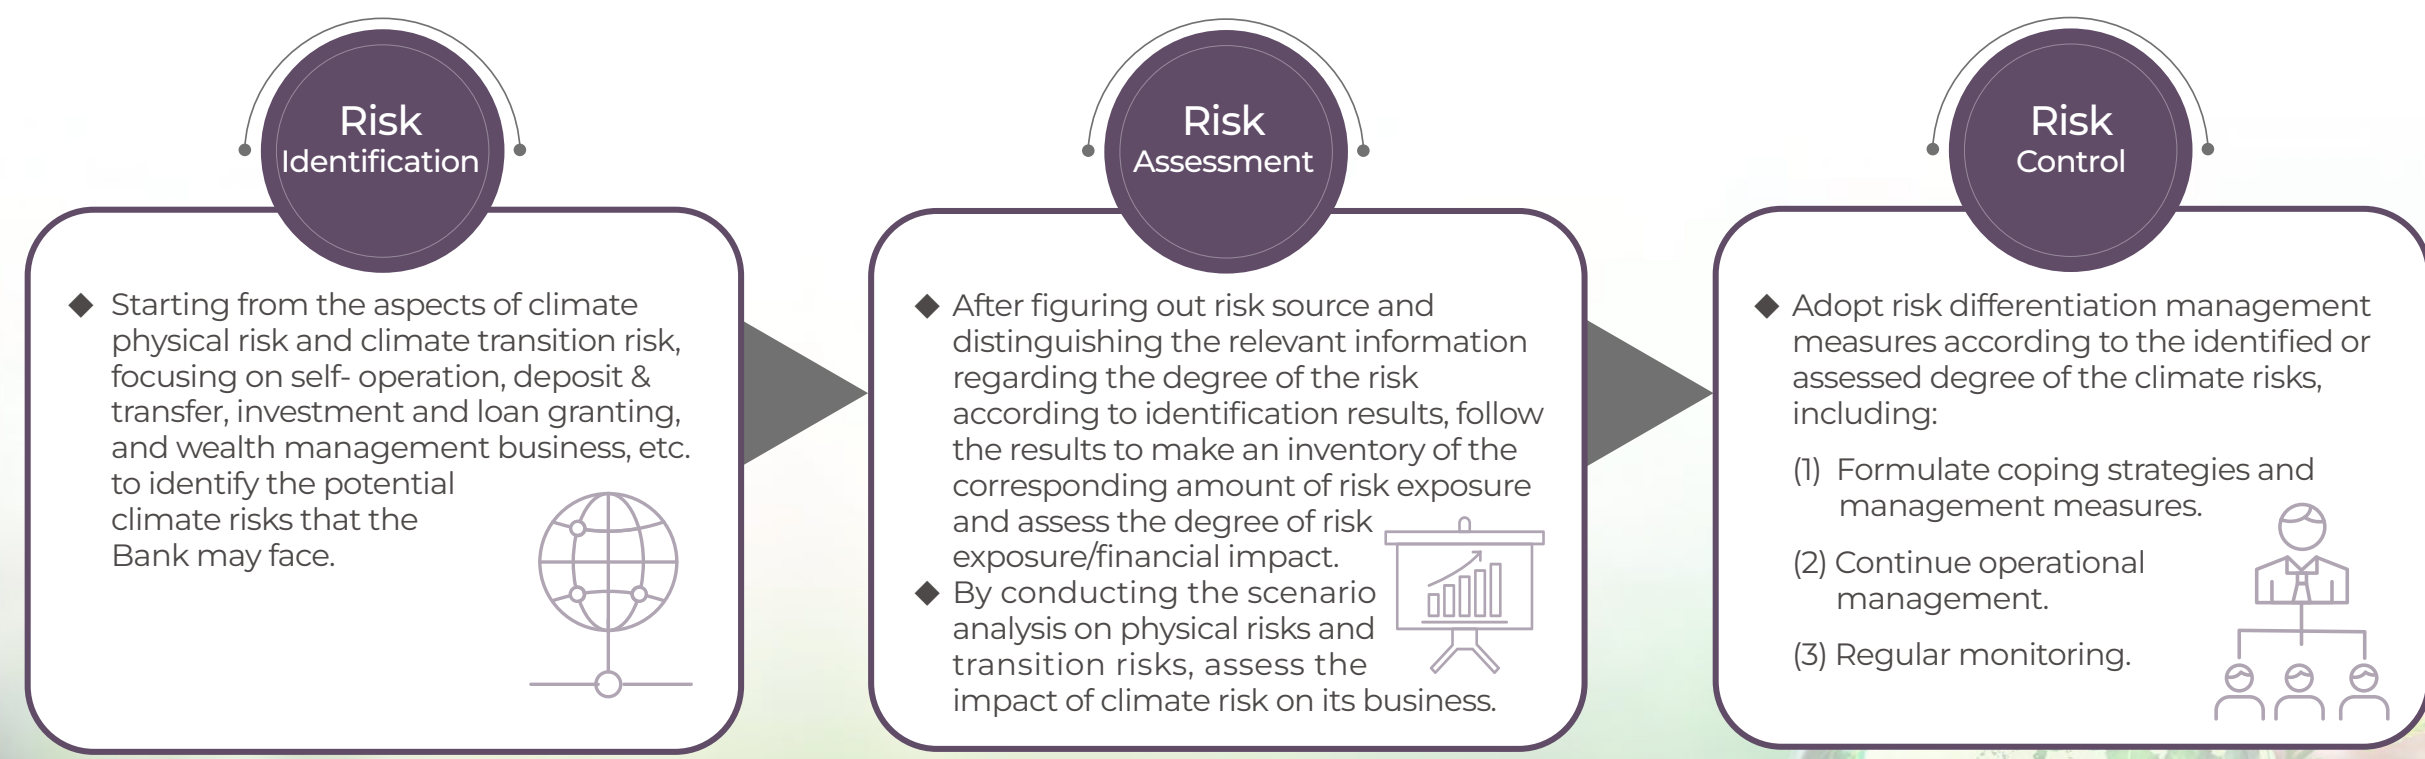 Risk
Identification
◆ Starting from the aspects of climate
physical risk and climate transition risk,
focusing on self- operation, deposit &
transfer, investment and loan granting,
and wealth management business, etc.
to identify the potential
climate risks that the
Bank may face.
Risk
Assessment
◆ After figuring out risk source and
distinguishing the relevant information
regarding the degree of the risk
according to identification results, follow
the results to make an inventory of the
corresponding amount of risk exposure
and assess the degree of risk
exposure/financial impact.
◆ By conducting the scenario
analysis on physical risks and
transition risks, assess the
impact of climate risk on its business.
Risk
Control
◆ Adopt risk differentiation management
measures according to the identified or
assessed degree of the climate risks,
including:
(1) Formulate coping strategies and
management measures.
(2) Continue operational
management.
(3) Regular monitoring.